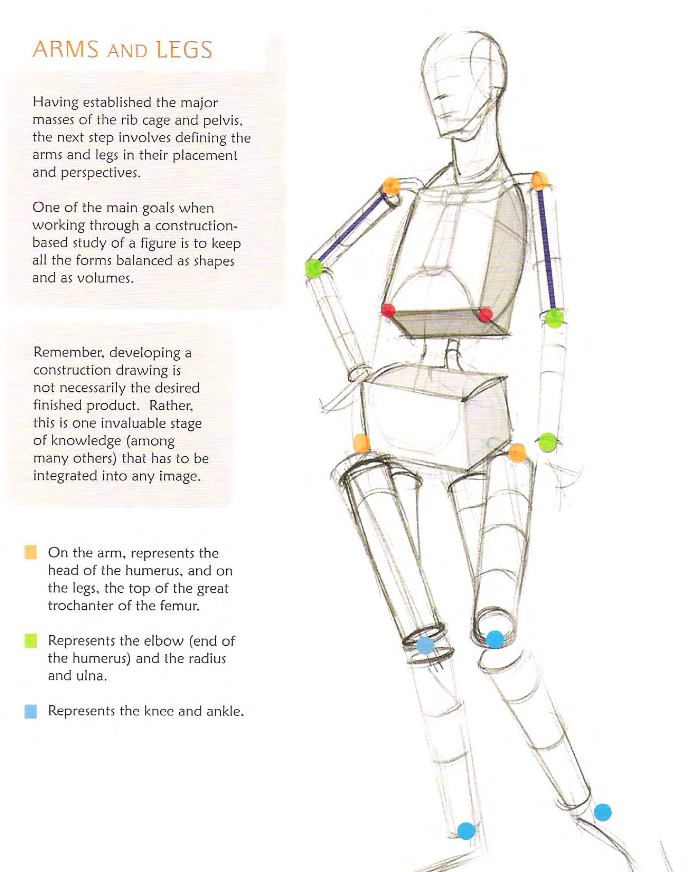 ARMS AND LEGS
Having established the major
masses of the rib cage and pelvis,
the next step involves defining the
arms and legs in their placement
and perspectives.
One of the main goals when
working through a construction-
based study of a figure is to keep
all the forms balanced as shapes
and as volumes.
Remember, developing a
construction drawing is
not necessarily the desired
finished product. Rather,
this is one invaluable stage
of knowledge (among
many others) that has to be
integrated into any image.
On the arm, represents the
head of the humerus, and on
the legs, the top of the great
trochanter of the femur.
Represents the elbow (end of
the humerus) and the radius
and ulna.
Represents the knee and ankle.